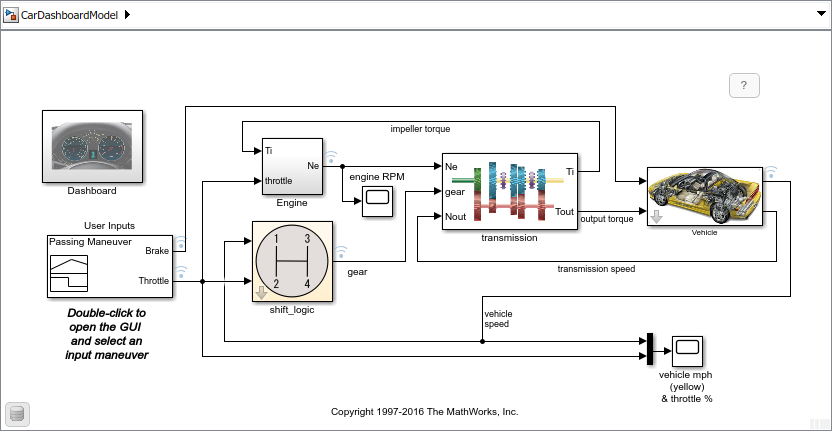 CarDashboardModel
?
impeller torque
Ti
Ne
throttle
Engine
engine RPM
Ne
gear
Nout
Ti
Tout
transmission
output torque
Vehicle
transmission speed
Dashboard
User Inputs
Passing Maneuver
Brake
Throttle
Double-click to
open the GUI
and select an
input maneuver
1 3
2 4
shift_logic
gear
vehicle
speed
vehicle mph
(yellow)
& throttle %
Copyright 1997-2016 The MathWorks, Inc.